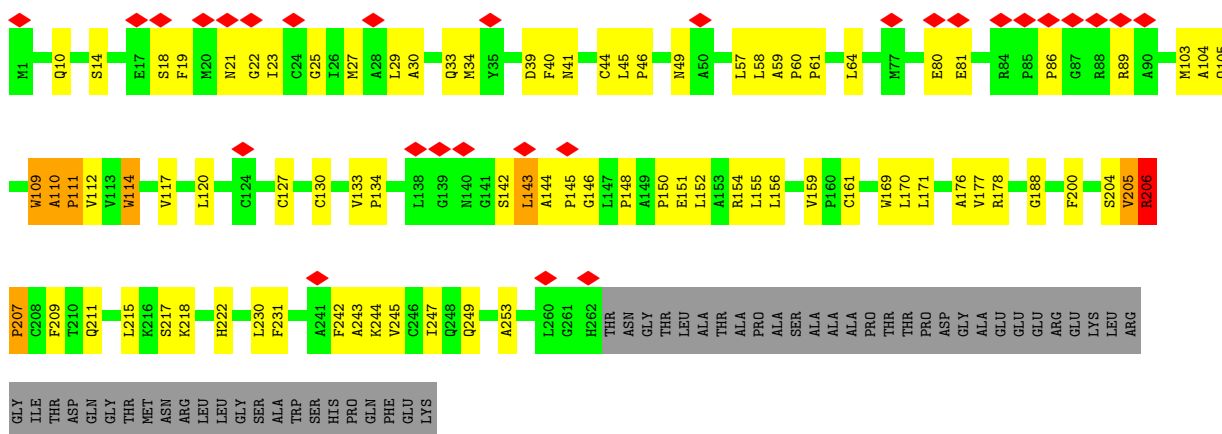 M1 Q10 S14 E17 S18 F19 M20 N21 G22 I23 C24 G25 I26 M27 A28 L29 A30 Q33 M34 Y35 D39 F40 N41 C44 L45 P46 N49 A50 L57 L58 A59 P60 P61 L64 M77 E80 E81 R84 P85 P86 G87 R88 R89 A90 M103 A104
W109 A110 P111 V112 V113 W114 V117 L120 C124 C127 C130 V133 P134 L138 G139 N140 G141 S142 L143 A144 P145 G146 L147 P148 A149 P150 E151 L152 A153 R154 L155 L156 V159 P160 C161 W169 L170 L171 A176 V177 R178 G188 F200 S204 V205 R206
P207 C208 F209 T210 Q211 L215 K216 S217 K218 H222 L230 F231 A241 F242 A243 K244 V245 C246 I247 Q248 Q249 A253 L260 G261 H262 THR ASN GLY THR LEU ALA THR ALA PRO ALA SER ALA ALA ALA PRO THR THR PRO ASP GLY ALA GLU GLU GLU ARG GLU LYS LEU ARG
GLY ILE THR ASP GLN GLY THR MET ASN ARG LEU LEU GLY SER ALA TRP SER HIS PRO GLN PHE GLU LYS